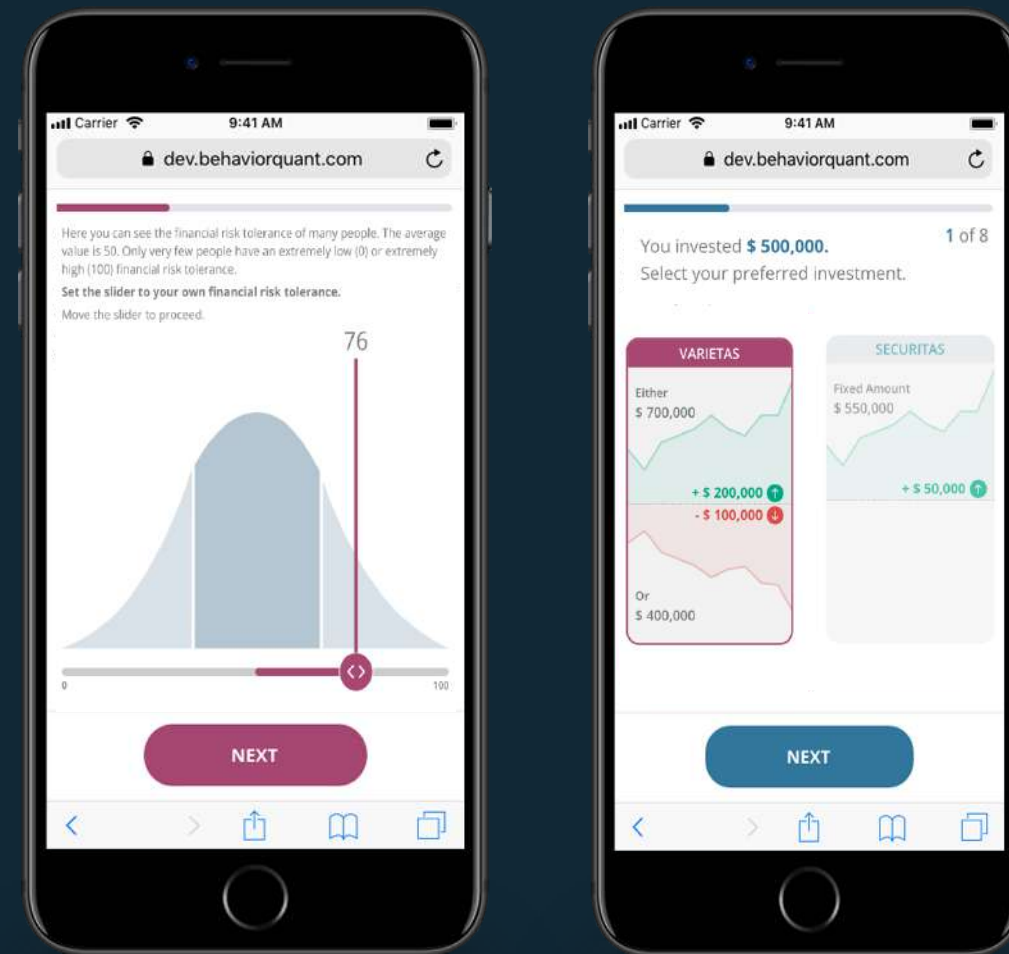 Carrier 9:41 AM
dev.behaviorquant.com
Here you can see the financial risk tolerance of many people. The average
value is 50. Only very few people have an extremely low (0) or extremely
high (100) financial risk tolerance.
Set the slider to your own financial risk tolerance.
Move the slider to proceed.
76
0 100
NEXT
Carrier 9:41 AM
dev.behaviorquant.com
You invested $ 500,000. 1 of 8
Select your preferred investment.
VARIETAS
Either
$ 700,000
+ $ 200,000
- $ 100,000
Or
$ 400,000
SECURITAS
Fixed Amount
$ 550,000
+ $ 50,000
NEXT